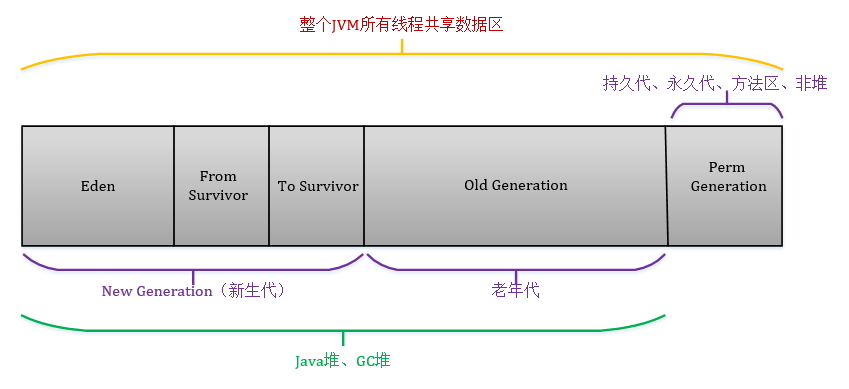 整个JVM所有线程共享数据区
持久代、永久代、方法区、非堆
Eden
From
Survivor
To Survivor
Old Generation
Perm
Generation
New Generation（新生代）
老年代
Java堆、GC堆